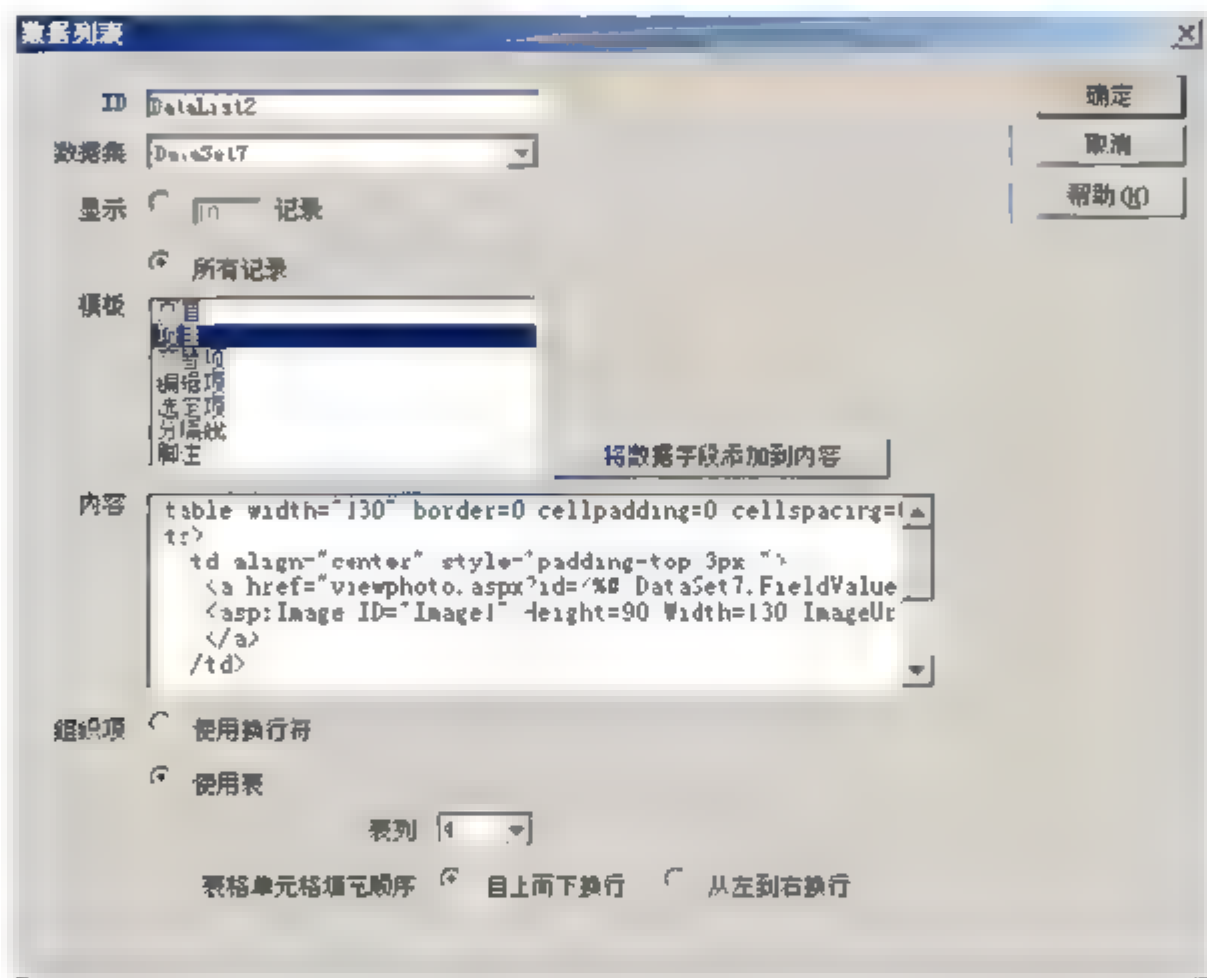 数据列表
ID DataList2
确定
数据集 DataSet7
取消
显示 10 记录
帮助(H)
所有记录
模板
项目
编辑项
选定项
分隔线
脚注
将数据字段添加到内容
内容
table width="130" border=0 cellpadding=0 cellspacing=
tr>
td align="center" style="padding-top 3px ">
<a href="viewphoto.aspx?id=<%# DataSet7.FieldValue
<asp:Image ID="Image1" Height=90 Width=130 ImageUr
</a>
/td>
组织项 使用换行符
使用表
表列 4
表格单元格填充顺序 自上而下换行 从左到右换行